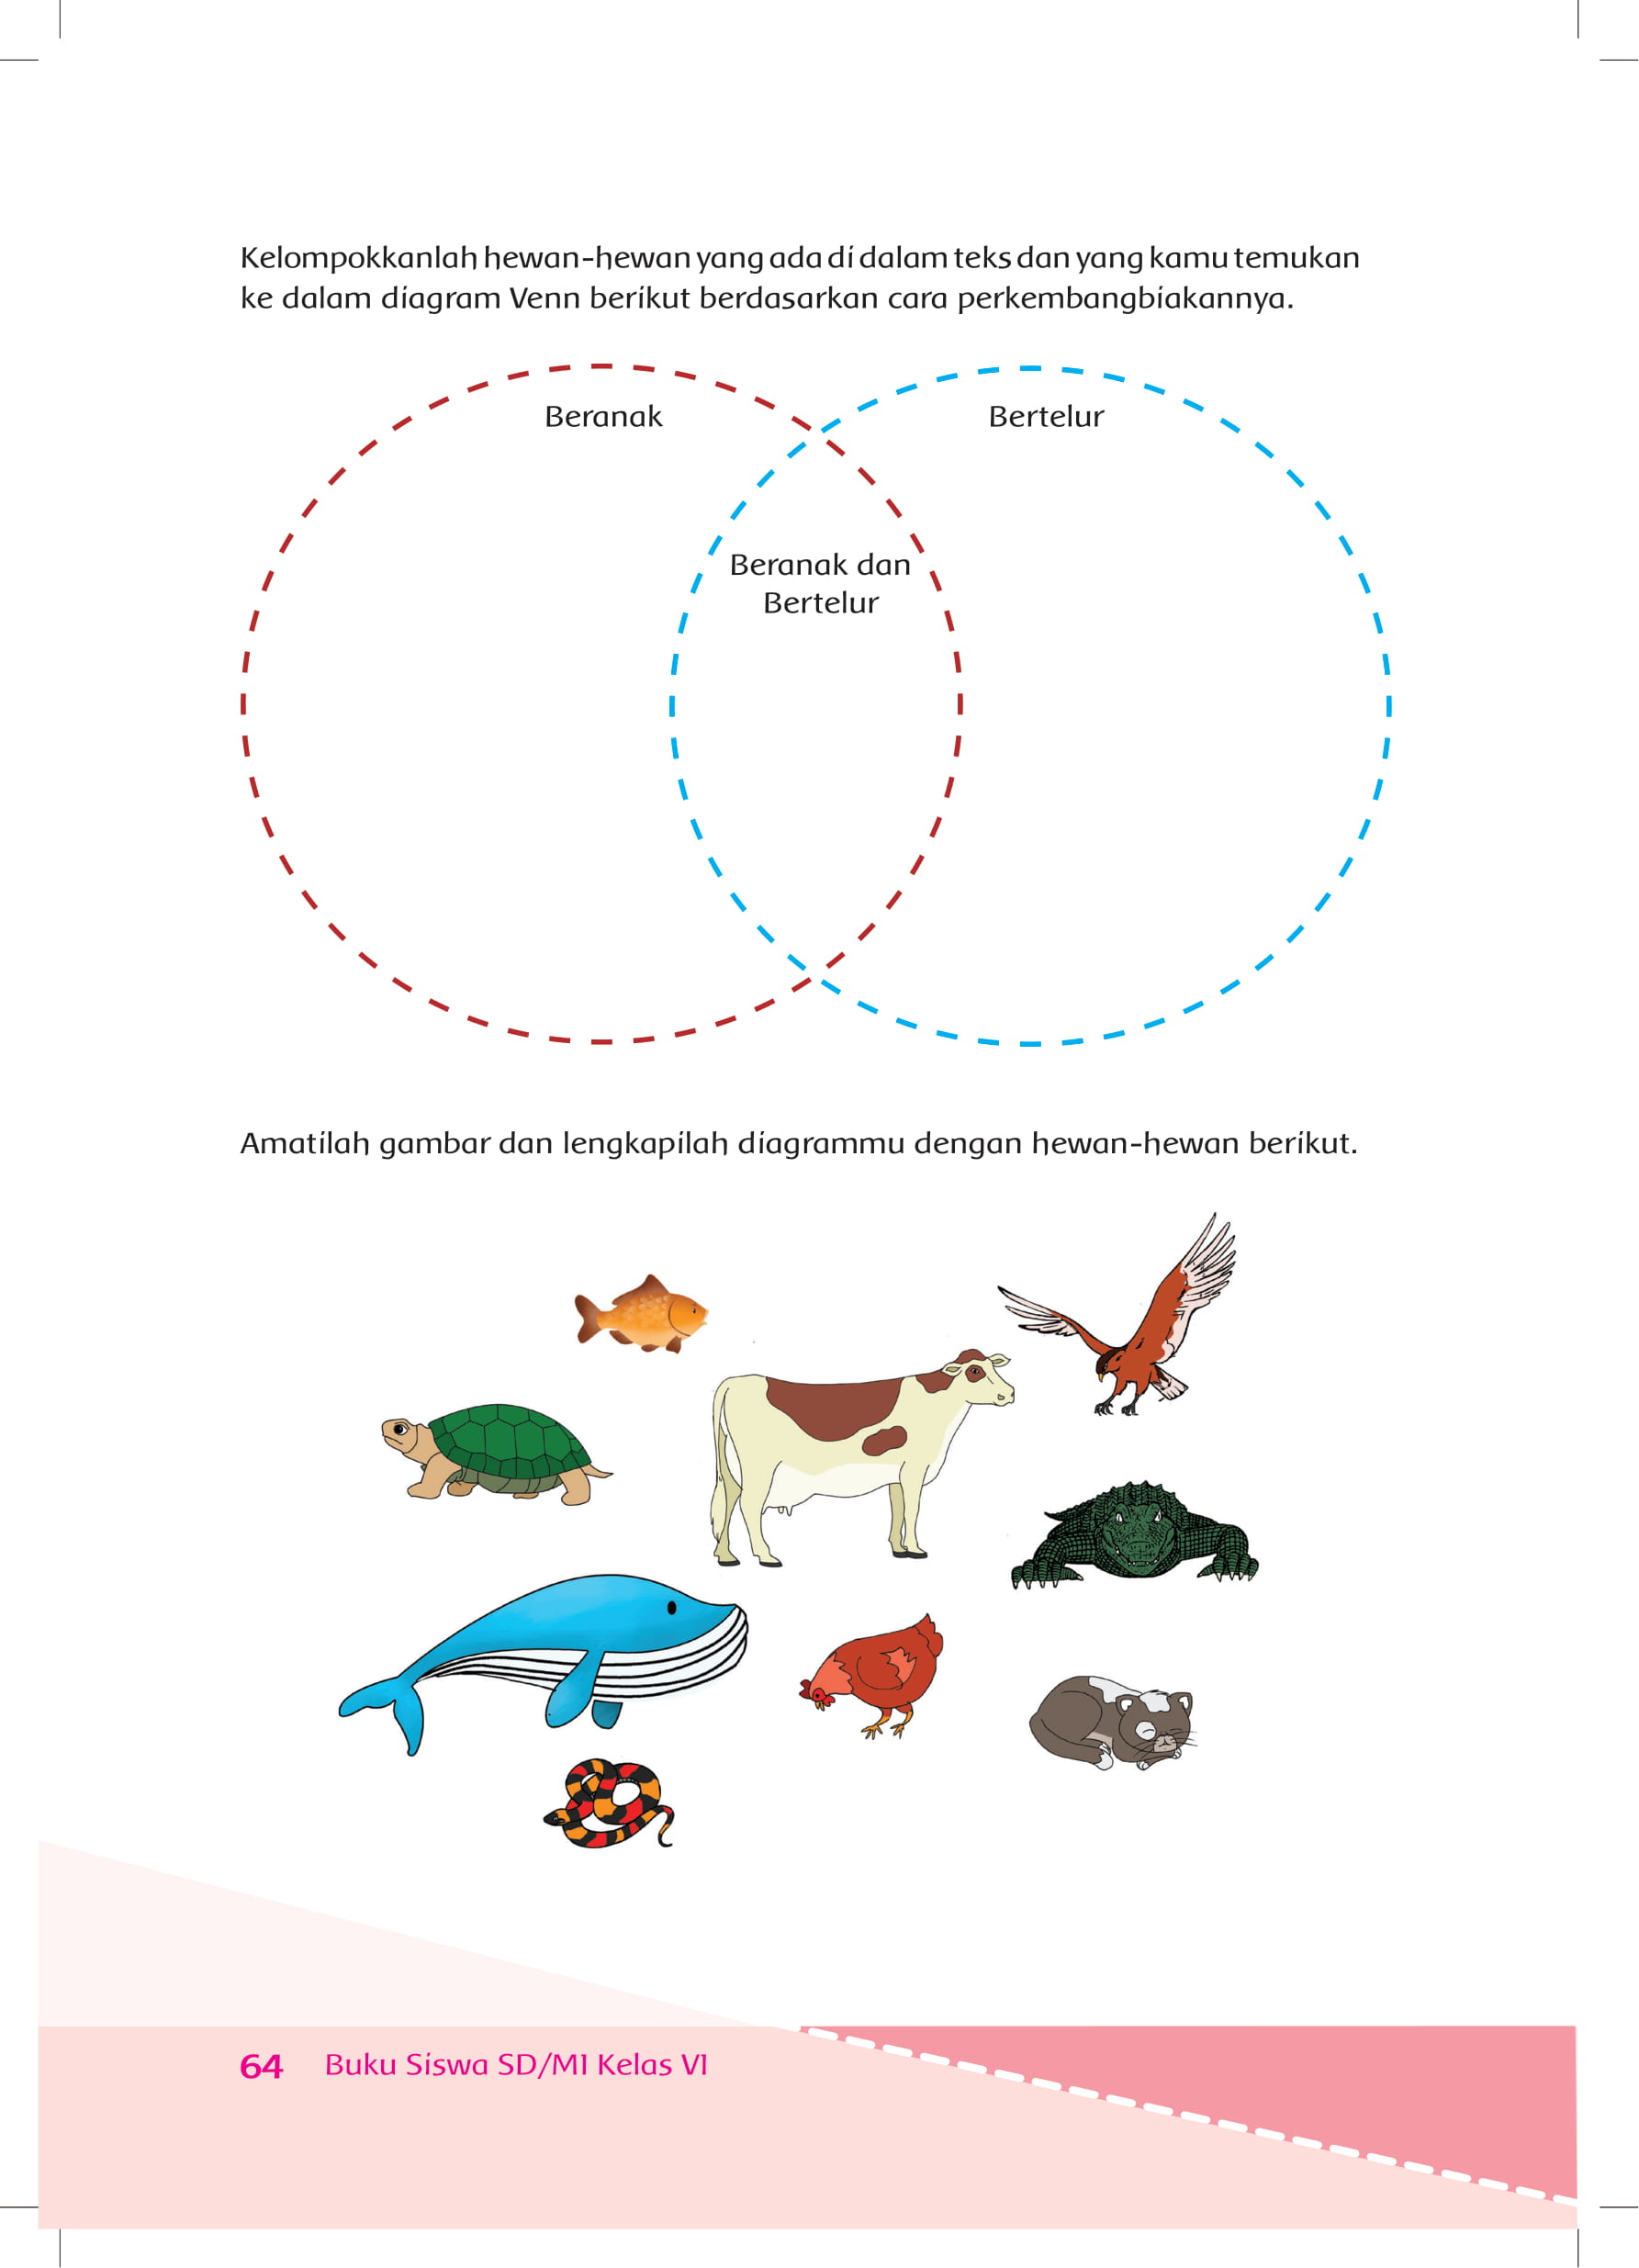 Kelompokkanlah hewan-hewan yang ada di dalam teks dan yang kamu temukan
ke dalam diagram Venn berikut berdasarkan cara perkembangbiakannya.
Beranak
Bertelur
Beranak dan
Bertelur
Amatilah gambar dan lengkapilah diagrammu dengan hewan-hewan berikut.
64 Buku Siswa SD/MI Kelas VI